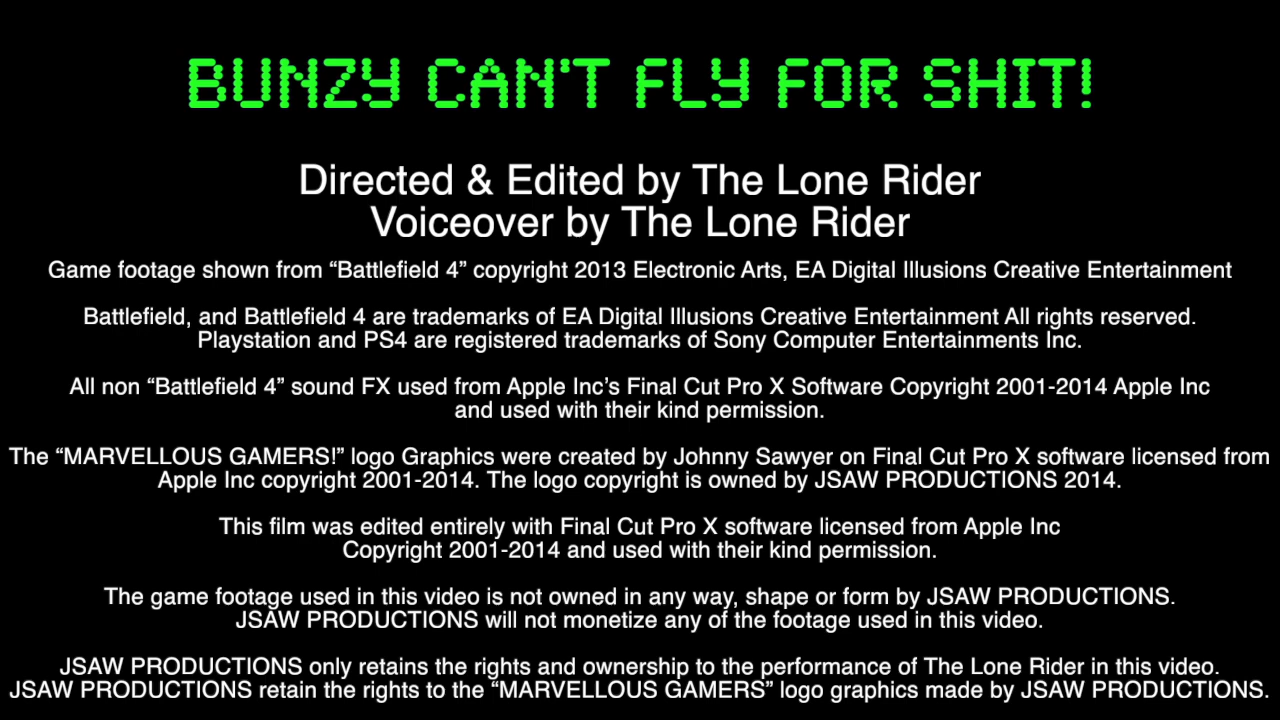 BUNZY CAN'T FLY FOR SHIT!
Directed & Edited by The Lone Rider
Voiceover by The Lone Rider
Game footage shown from “Battlefield 4” copyright 2013 Electronic Arts, EA Digital Illusions Creative Entertainment
Battlefield, and Battlefield 4 are trademarks of EA Digital Illusions Creative Entertainment All rights reserved.
Playstation and PS4 are registered trademarks of Sony Computer Entertainments Inc.
All non “Battlefield 4” sound FX used from Apple Inc’s Final Cut Pro X Software Copyright 2001-2014 Apple Inc
and used with their kind permission.
The “MARVELLOUS GAMERS!” logo Graphics were created by Johnny Sawyer on Final Cut Pro X software licensed from
Apple Inc copyright 2001-2014. The logo copyright is owned by JSAW PRODUCTIONS 2014.
This film was edited entirely with Final Cut Pro X software licensed from Apple Inc
Copyright 2001-2014 and used with their kind permission.
The game footage used in this video is not owned in any way, shape or form by JSAW PRODUCTIONS.
JSAW PRODUCTIONS will not monetize any of the footage used in this video.
JSAW PRODUCTIONS only retains the rights and ownership to the performance of The Lone Rider in this video.
JSAW PRODUCTIONS retain the rights to the “MARVELLOUS GAMERS” logo graphics made by JSAW PRODUCTIONS.